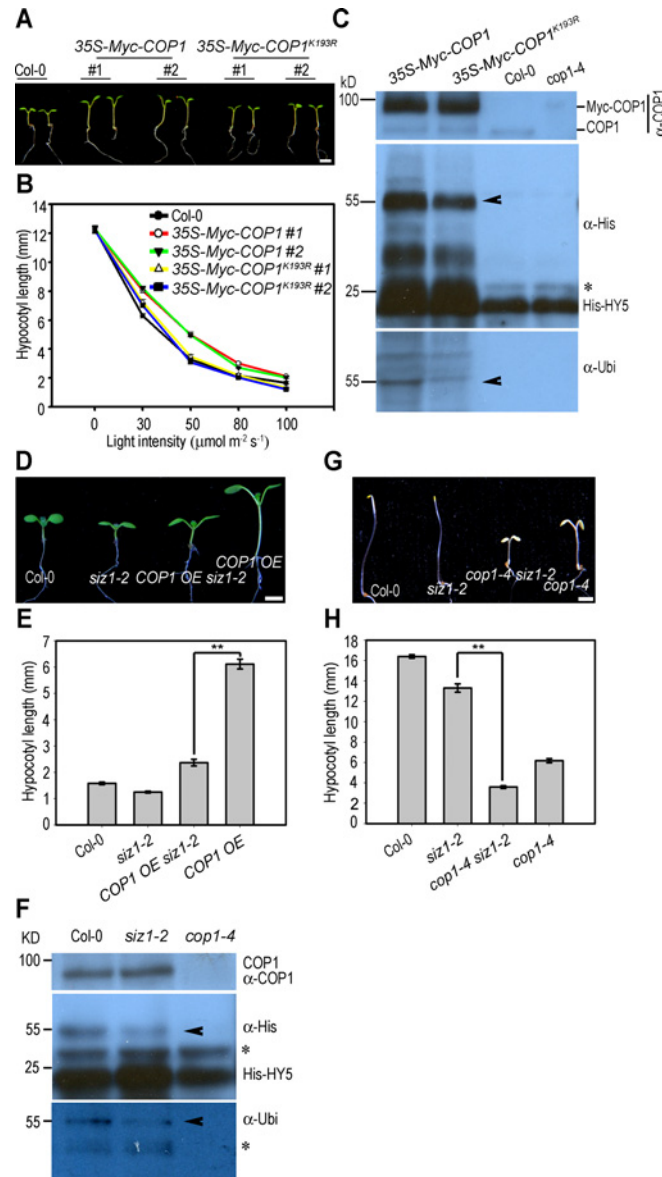 A
35S-Myc-COP1 35S-Myc-COP1K193R
Col-0 #1 #2 #1 #2
B
14
12
10
8
6
4
2
0
Hypocotyl length (mm)
Col-0
35S-Myc-COP1 #1
35S-Myc-COP1 #2
35S-Myc-COP1K193R #1
35S-Myc-COP1K193R #2
0 30 50 80 100
Light intensity (μmol m-2 s-1)
C
35S-Myc-COP1
35S-Myc-COP1K193R
Col-0
cop1-4
kD
100
Myc-COP1
COP1
α-COP1
55
α-His
25
*
His-HY5
α-Ubi
55
D
Col-0 siz1-2 COP1 OE siz1-2 COP1 OE
E
7
6
5
4
3
2
1
0
Hypocotyl length (mm)
**
Col-0
siz1-2
COP1 OE siz1-2
COP1 OE
F
KD Col-0 siz1-2 cop1-4
100
COP1
α-COP1
55
α-His
*
25
His-HY5
55
α-Ubi
*
G
Col-0 siz1-2 cop1-4 siz1-2 cop1-4
H
18
16
14
12
10
8
6
4
2
0
Hypocotyl length (mm)
**
Col-0
siz1-2
cop1-4 siz1-2
cop1-4